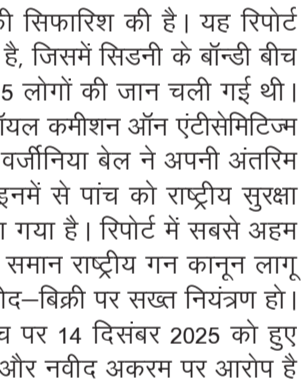 की सिफारिश की है। यह रिपोर्ट
है, जिसमें सिडनी के बॉन्डी बीच
5 लोगों की जान चली गई थी।
ॉयल कमीशन ऑन एंटीसेमिटिज्म
वर्जीनिया बेल ने अपनी अंतरिम
इनमें से पांच को राष्ट्रीय सुरक्षा
गया है। रिपोर्ट में सबसे अहम
समान राष्ट्रीय गन कानून लागू
द–बिक्री पर सख्त नियंत्रण हो।
पर 14 दिसंबर 2025 को हुए
और नवीद अकरम पर आरोप है